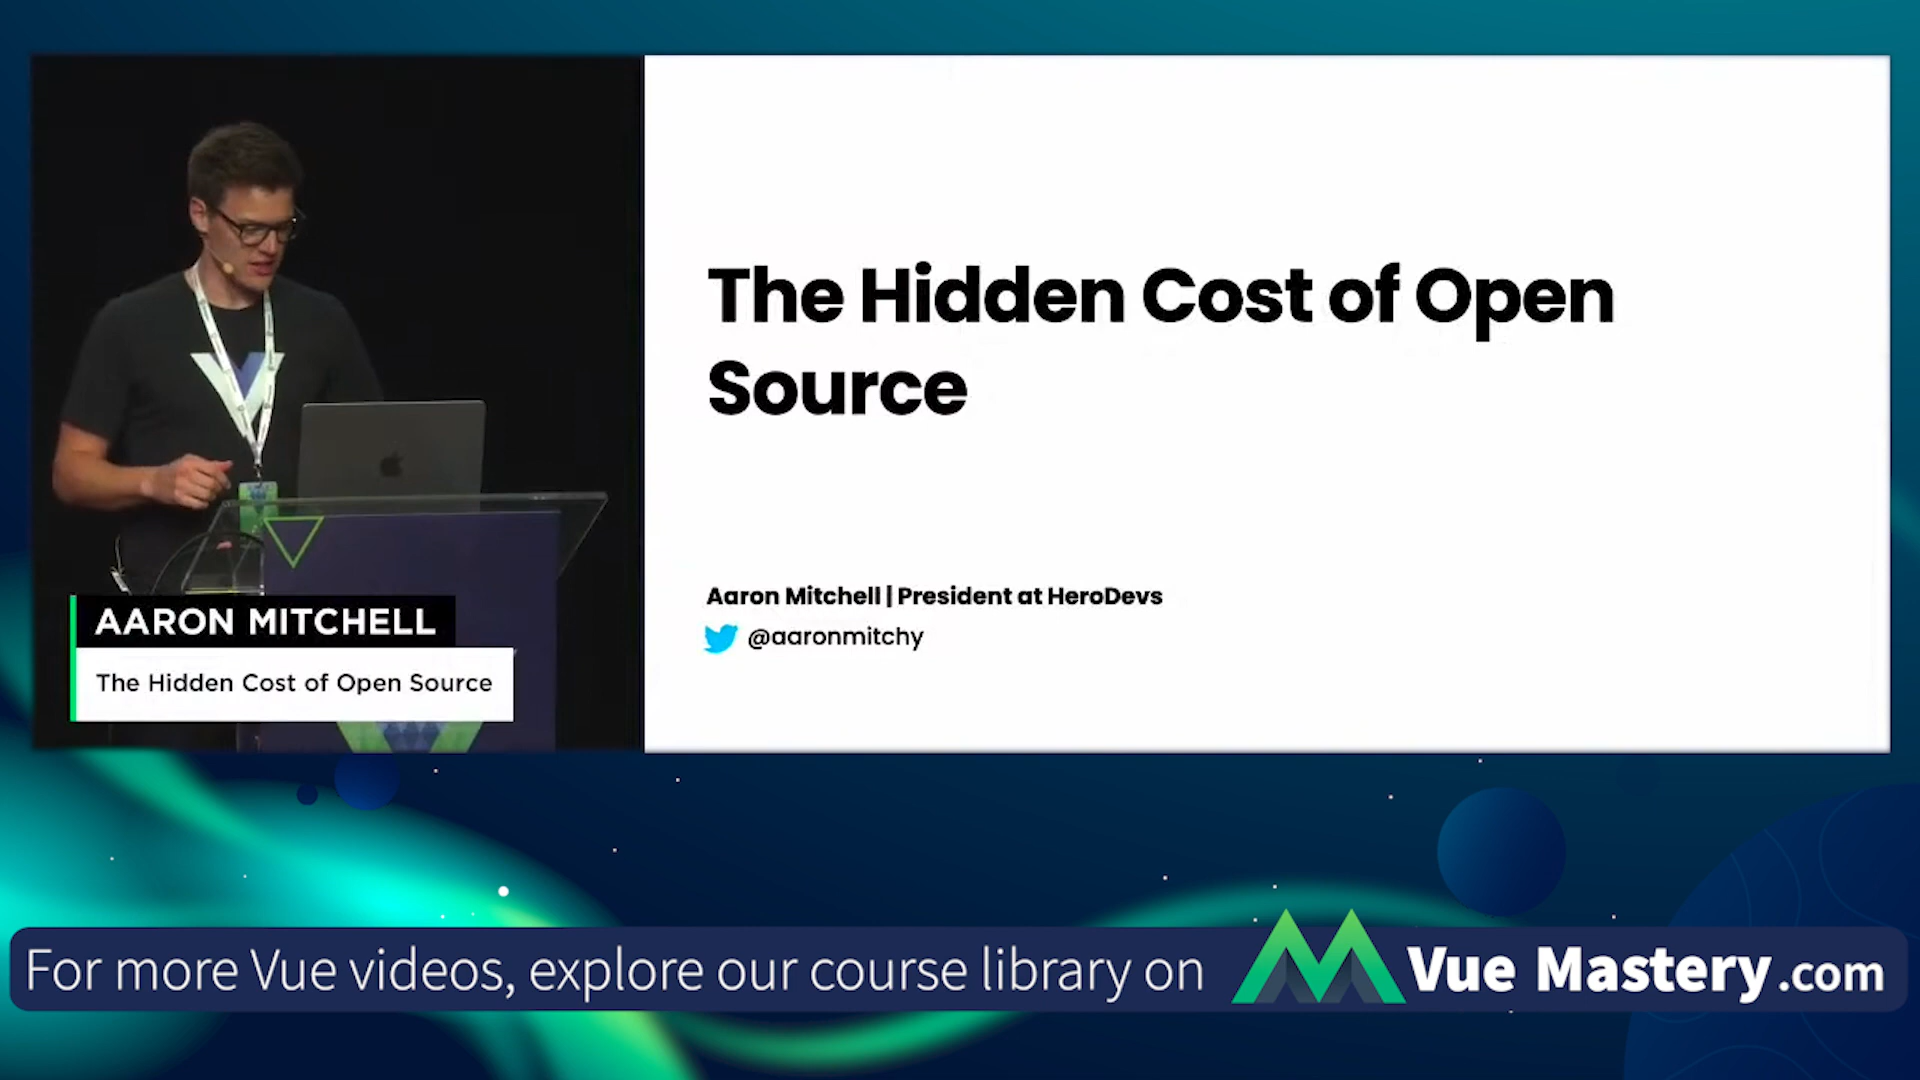 The Hidden Cost of Open
Source
Aaron Mitchell | President at HeroDevs
@aaronmitchy
AARON MITCHELL
The Hidden Cost of Open Source
For more Vue videos, explore our course library on Vue Mastery.com